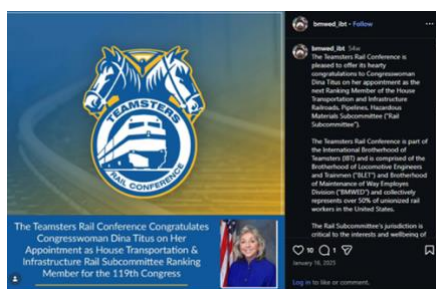 TEAMSTERS
RAIL CONFERENCE
The Teamsters Rail Conference Congratulates
Congresswoman Dina Titus on Her
Appointment as House Transportation &
Infrastructure Rail Subcommittee Ranking
Member for the 119th Congress
bmwed_ibt · Follow
bmwed_ibt 54w
The Teamsters Rail Conference is
pleased to offer its hearty
congratulations to Congresswoman
Dina Titus on her appointment as the
next Ranking Member of the House
Transportation and Infrastructure
Railroads, Pipelines, Hazardous
Materials Subcommittee ("Rail
Subcommittee").
The Teamsters Rail Conference is part of
the International Brotherhood of
Teamsters (IBT) and is comprised of the
Brotherhood of Locomotive Engineers
and Trainmen ("BLET") and Brotherhood
of Maintenance of Way Employes
Division ("BMWED") and collectively
represents over 50% of unionized rail
workers in the United States.
The Rail Subcommittee's jurisdiction is
critical to the interests and wellbeing of
10 1
January 16, 2025
Log in to like or comment.